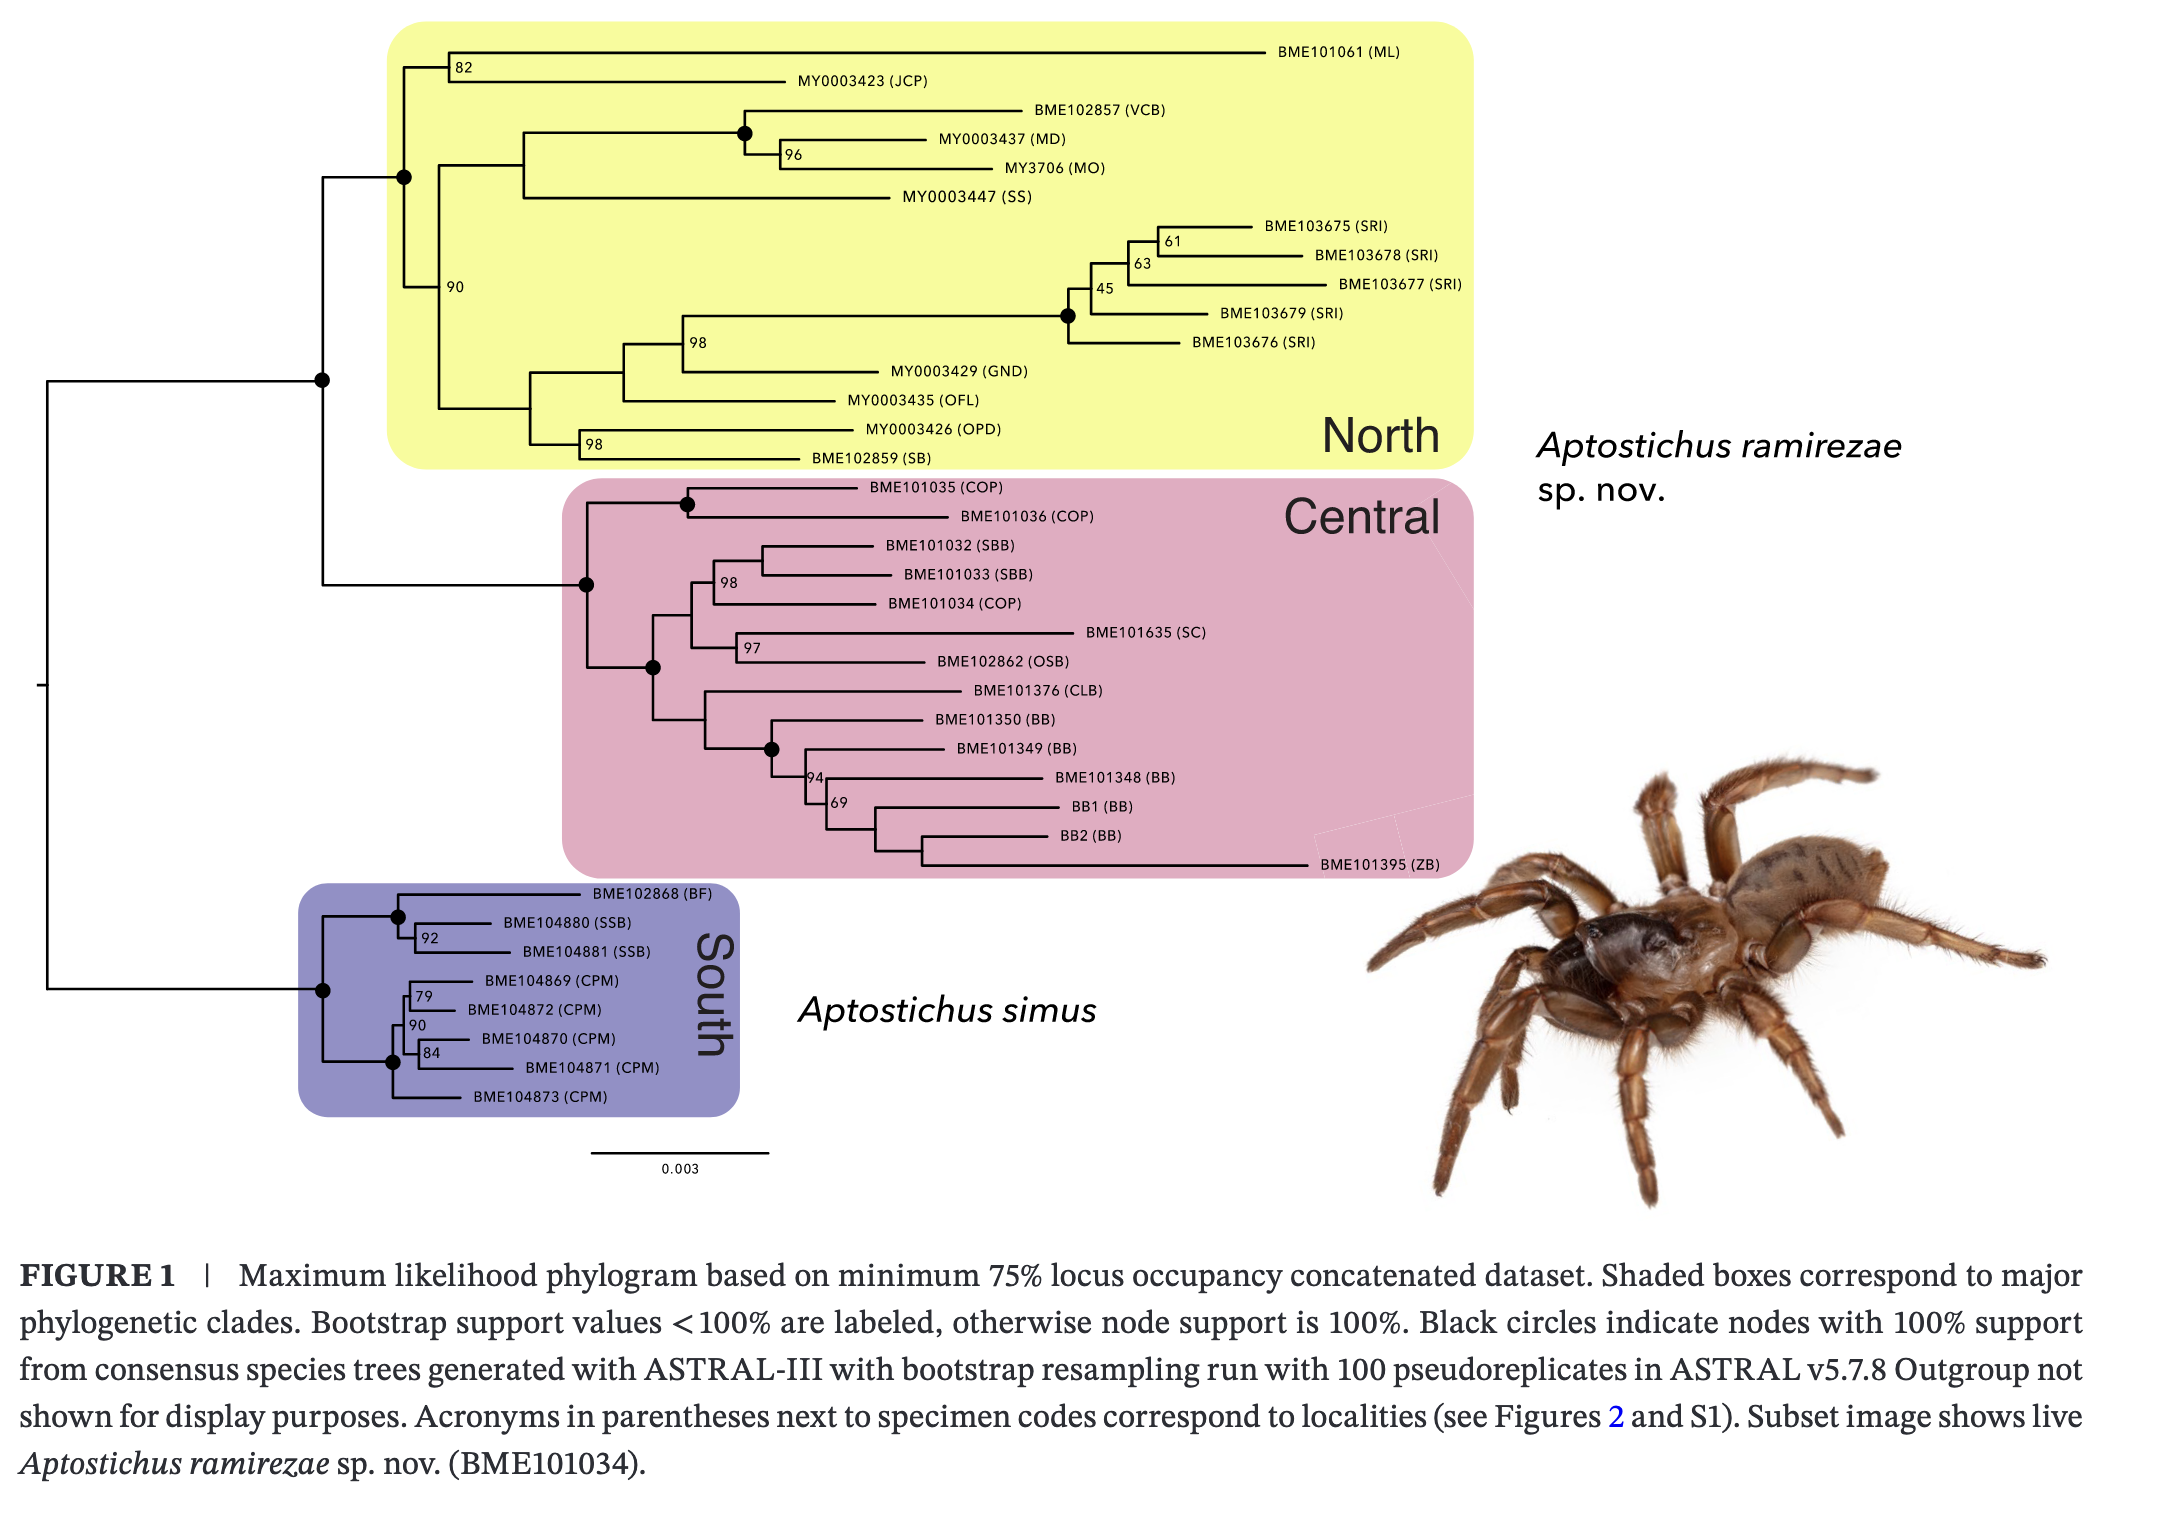 BME101061 (ML)
82
MY0003423 (JCP)
BME102857 (VCB)
MY0003437 (MD)
96
MY3706 (MO)
MY0003447 (SS)
BME103675 (SRI)
61
BME103678 (SRI)
63
BME103677 (SRI)
45
90
BME103679 (SRI)
98
BME103676 (SRI)
MY0003429 (GND)
MY0003435 (OFL)
MY0003426 (OPD)
98
BME102859 (SB)
North
Aptostichus ramirezae
sp. nov.
BME101035 (COP)
Central
BME101036 (COP)
BME101032 (SBB)
BME101033 (SBB)
98
BME101034 (COP)
BME101635 (SC)
97
BME102862 (OSB)
BME101376 (CLB)
BME101350 (BB)
BME101349 (BB)
94
BME101348 (BB)
69
BB1 (BB)
BB2 (BB)
BME101395 (ZB)
BME102868 (BF)
BME104880 (SSB)
92
BME104881 (SSB)
South
BME104869 (CPM)
79
BME104872 (CPM)
90
BME104870 (CPM)
84
BME104871 (CPM)
BME104873 (CPM)
Aptostichus simus
0.003
FIGURE 1 | Maximum likelihood phylogram based on minimum 75% locus occupancy concatenated dataset. Shaded boxes correspond to major
phylogenetic clades. Bootstrap support values <100% are labeled, otherwise node support is 100%. Black circles indicate nodes with 100% support
from consensus species trees generated with ASTRAL-III with bootstrap resampling run with 100 pseudoreplicates in ASTRAL v5.7.8 Outgroup not
shown for display purposes. Acronyms in parentheses next to specimen codes correspond to localities (see Figures 2 and S1). Subset image shows live
Aptostichus ramirezae sp. nov. (BME101034).